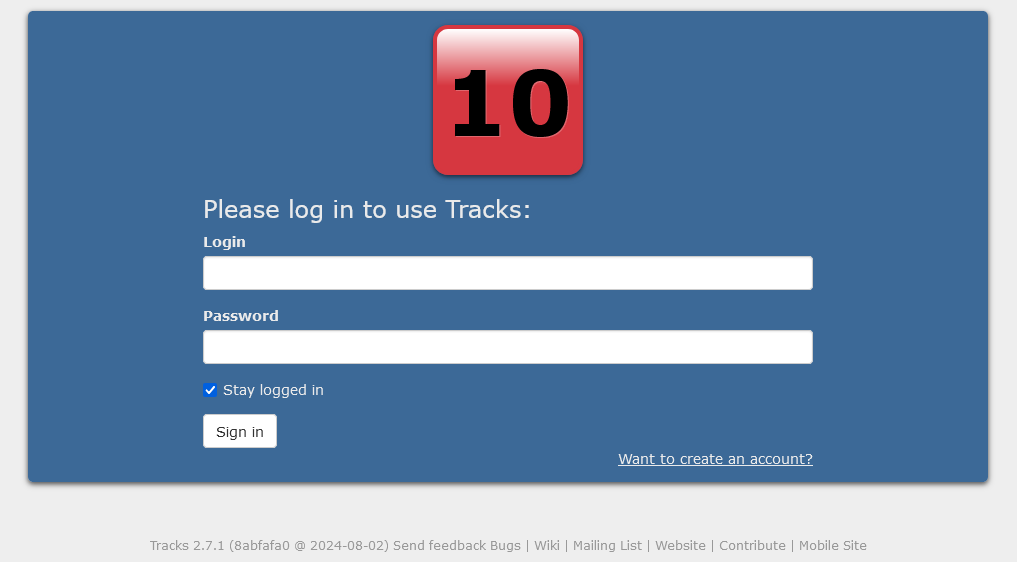 10
Please log in to use Tracks:
Login
Password
Stay logged in
Sign in
Want to create an account?
Tracks 2.7.1 (8abfafa0 @ 2024-08-02) Send feedback Bugs | Wiki | Mailing List | Website | Contribute | Mobile Site